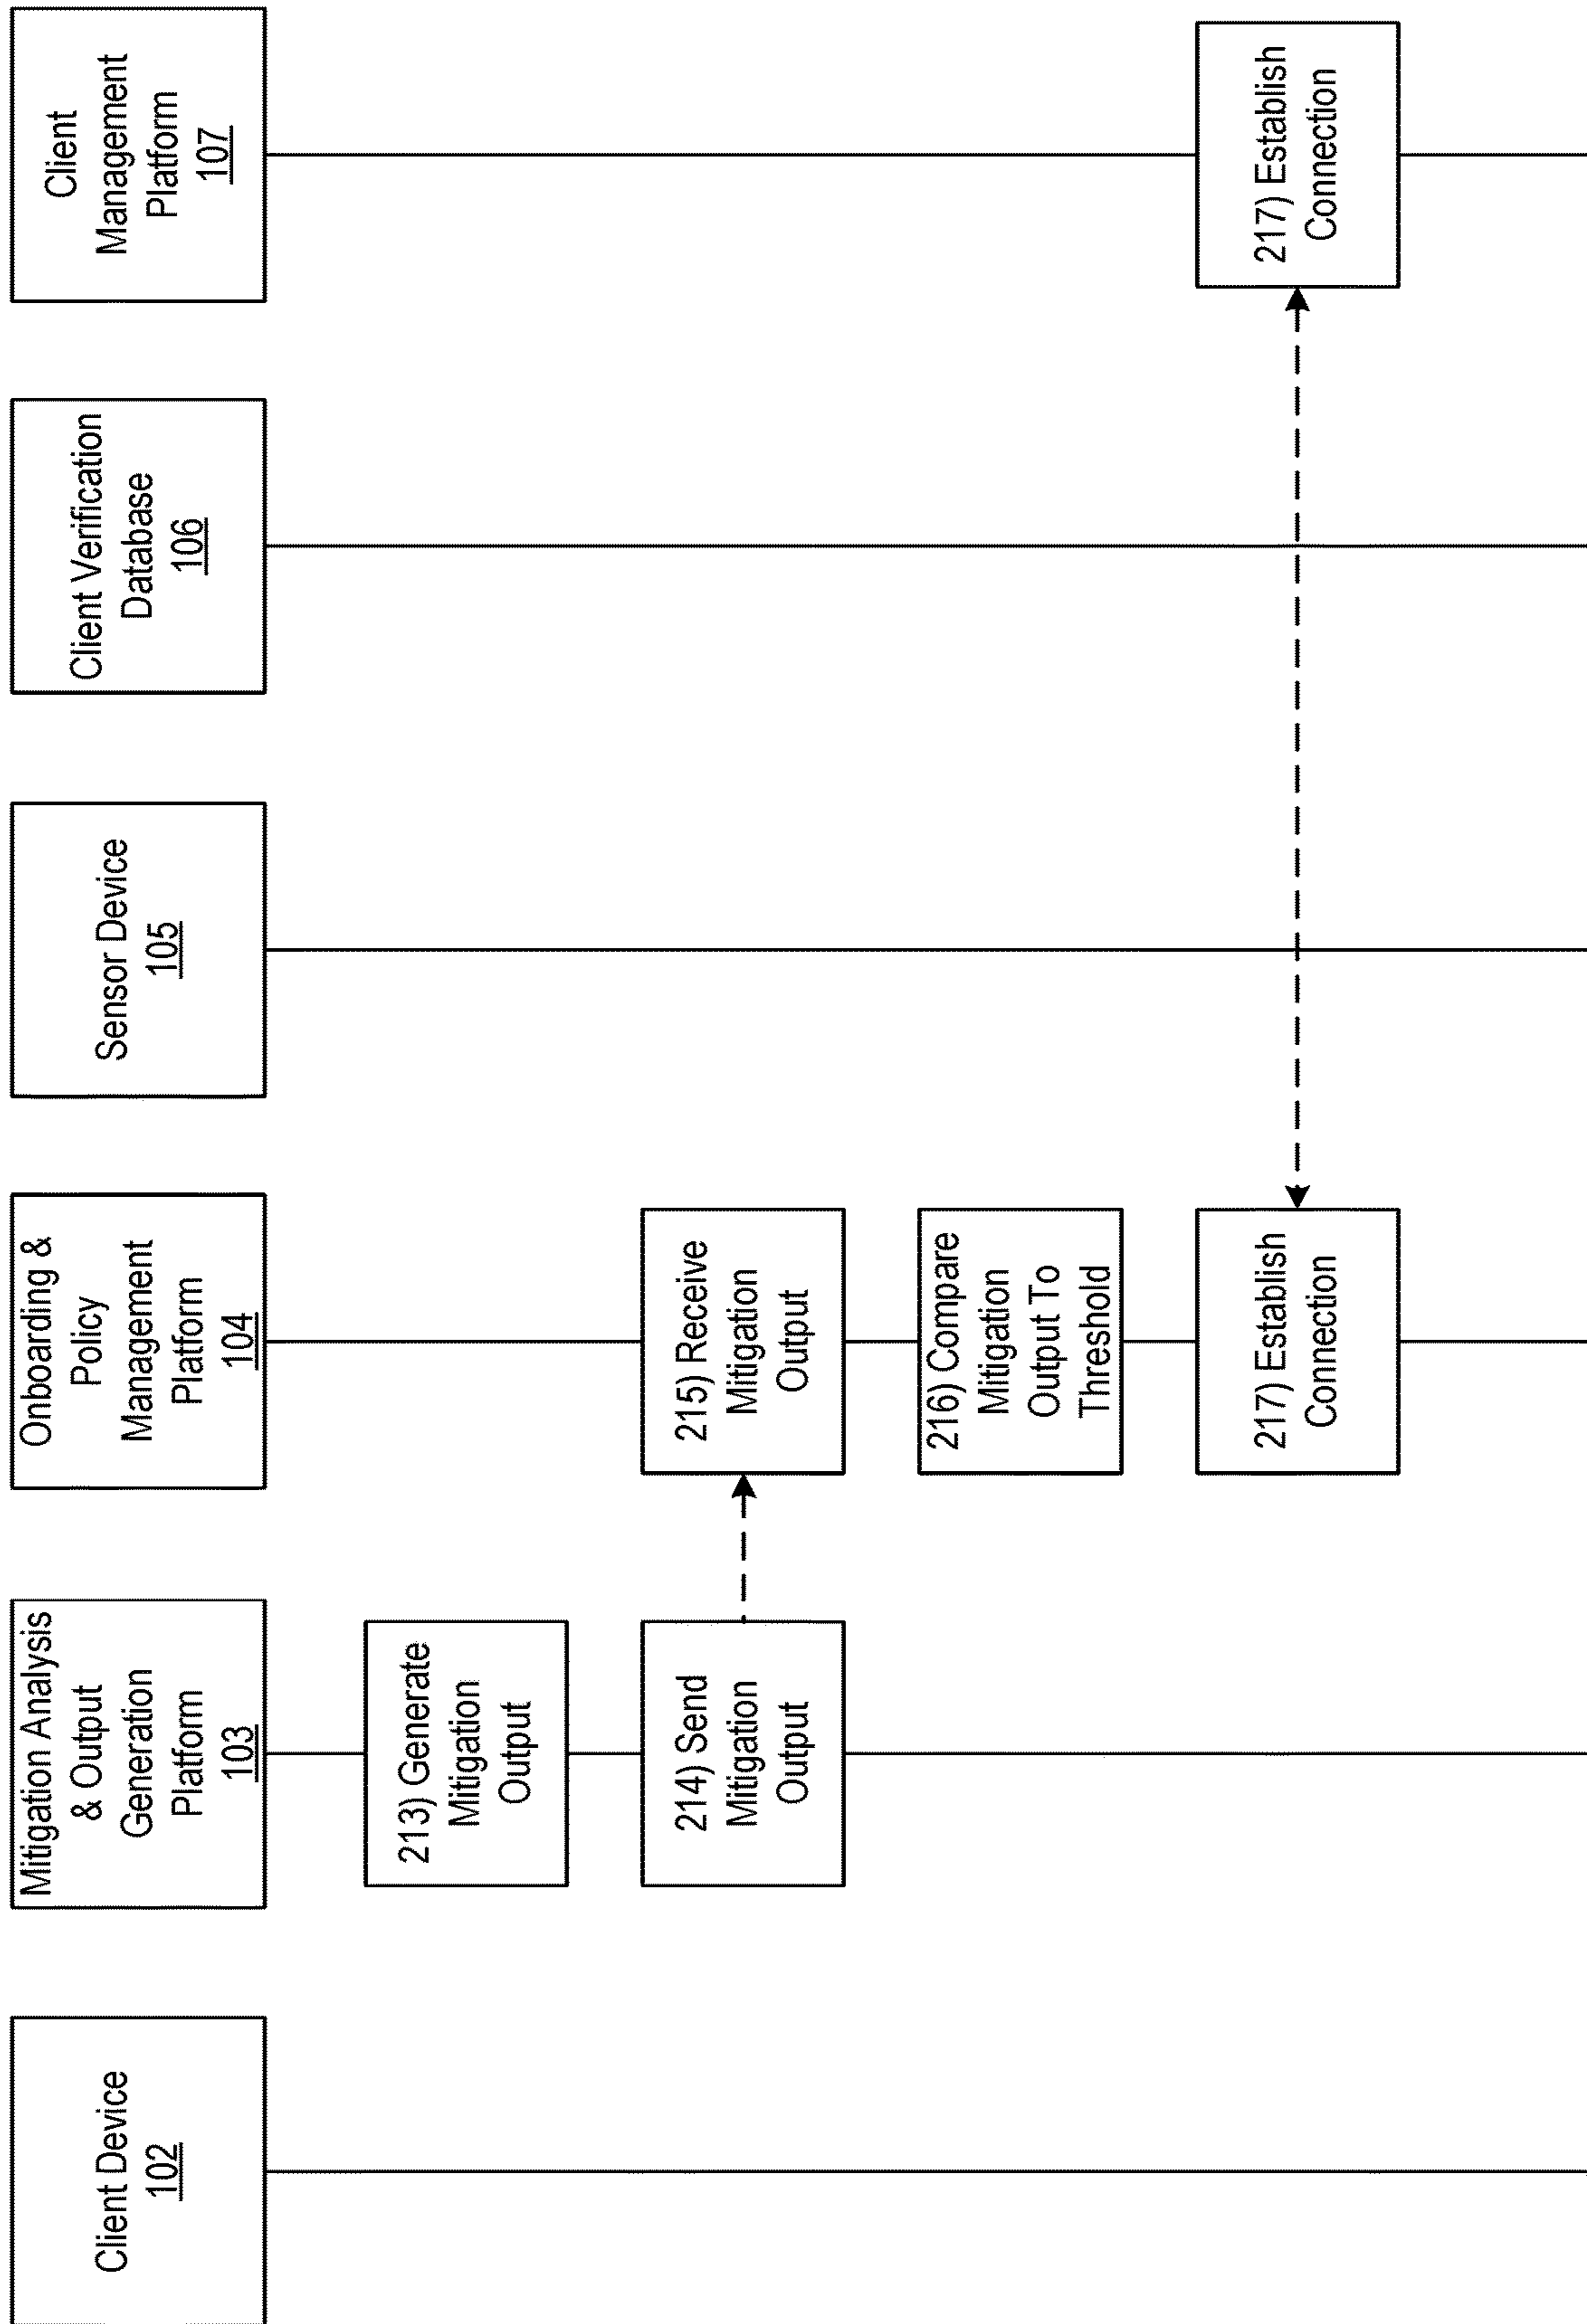 Client Device
102
Mitigation Analysis
& Output
Generation
Platform
103
Onboarding &
Policy
Management
Platform
104
Sensor Device
105
Client Verification
Database
106
Client
Management
Platform
107
213) Generate
Mitigation
Output
214) Send
Mitigation
Output
215) Receive
Mitigation
Output
216) Compare
Mitigation
Output To
Threshold
217) Establish
Connection
217) Establish
Connection